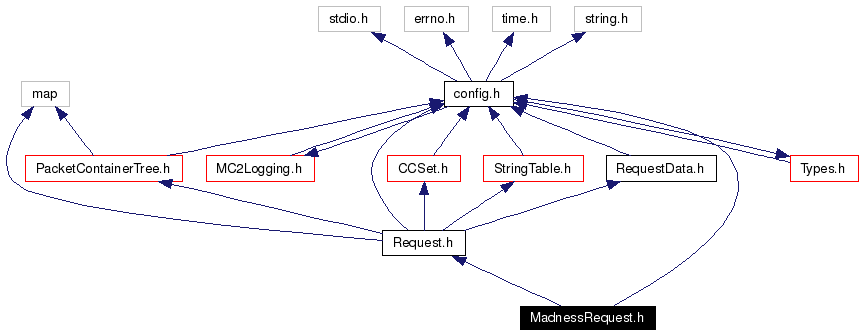 stdio.h
errno.h
time.h
string.h
map
config.h
PacketContainerTree.h
MC2Logging.h
CCSet.h
StringTable.h
RequestData.h
Types.h
Request.h
MadnessRequest.h